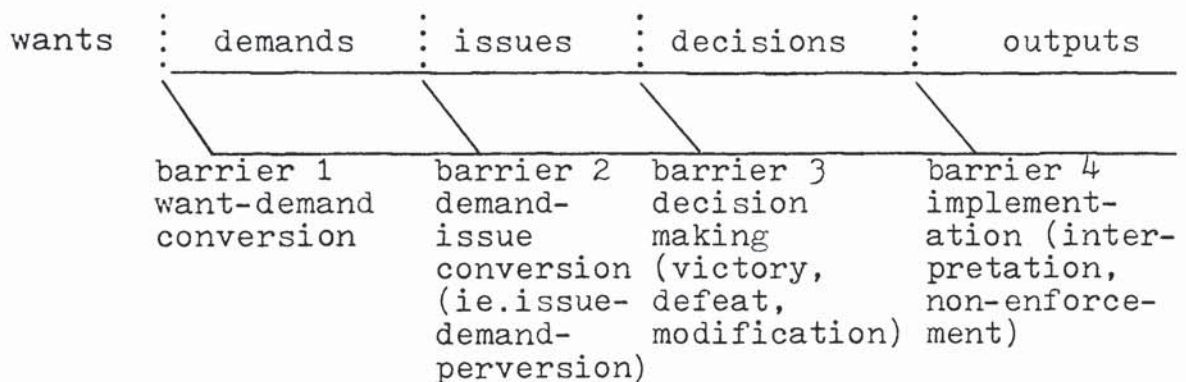 wants demands issues decisions outputs
barrier 1
want-demand
conversion
barrier 2
demand-
issue
conversion
(ie.issue-
demand-
perversion)
barrier 3
decision
making
(victory,
defeat,
modification)
barrier 4
implement-
ation (inter-
pretation,
non-enforce-
ment)